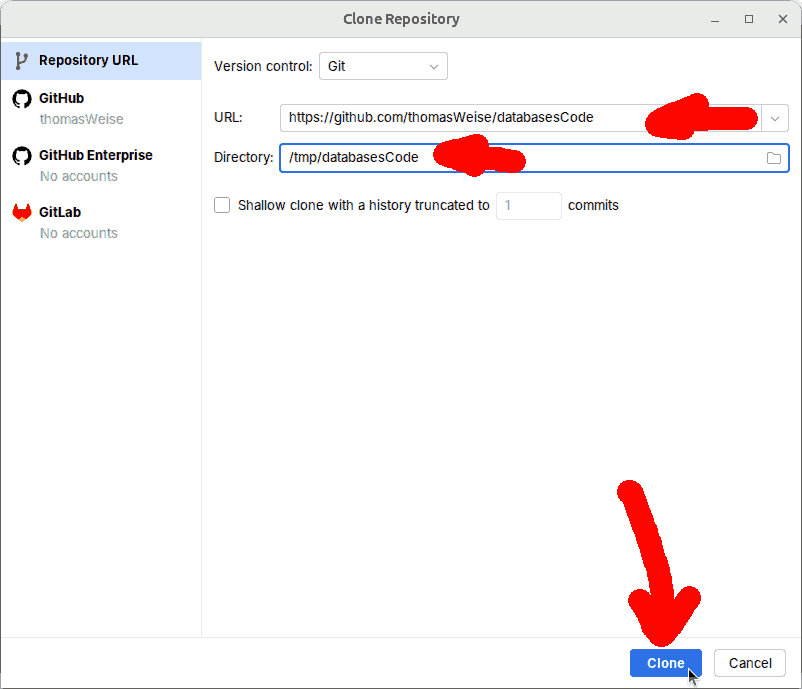 Clone Repository
Repository URL
GitHub
thomasWeise
GitHub Enterprise
No accounts
GitLab
No accounts
Version control: Git
URL: https://github.com/thomasWeise/databasesCode
Directory: /tmp/databasesCode
Shallow clone with a history truncated to 1 commits
Clone Cancel